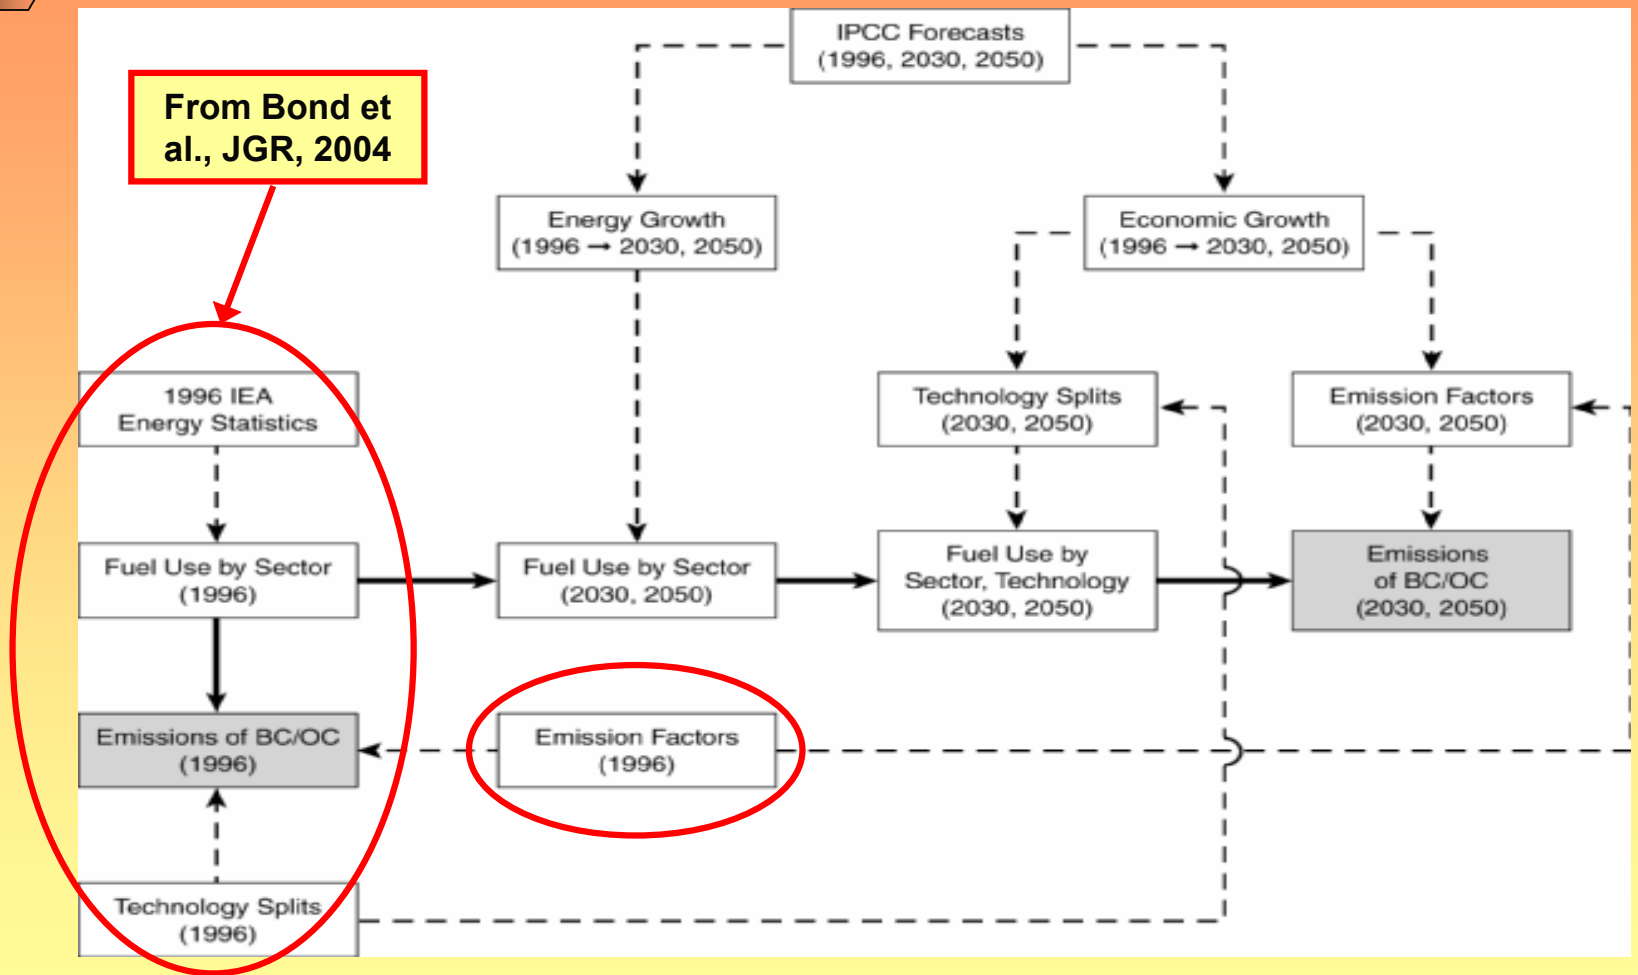 IPCC Forecasts
(1996, 2030, 2050)
From Bond et
al., JGR, 2004
Energy Growth
(1996 → 2030, 2050)
Economic Growth
(1996 → 2030, 2050)
1996 IEA
Energy Statistics
Technology Splits
(2030, 2050)
Emission Factors
(2030, 2050)
Fuel Use by Sector
(1996)
Fuel Use by Sector
(2030, 2050)
Fuel Use by
Sector, Technology
(2030, 2050)
Emissions
of BC/OC
(2030, 2050)
Emissions of BC/OC
(1996)
Emission Factors
(1996)
Technology Splits
(1996)